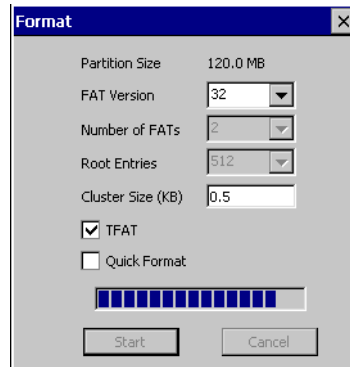 Format
Partition Size 120.0 MB
FAT Version 32
Number of FATs 2
Root Entries 512
Cluster Size (KB) 0.5
TFAT
Quick Format
Start Cancel